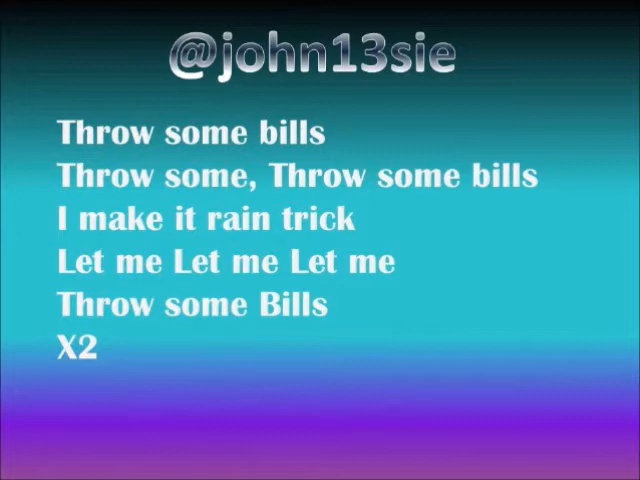 @john13sie
Throw some bills
Throw some, Throw some bills
I make it rain trick
Let me Let me Let me
Throw some Bills
X2